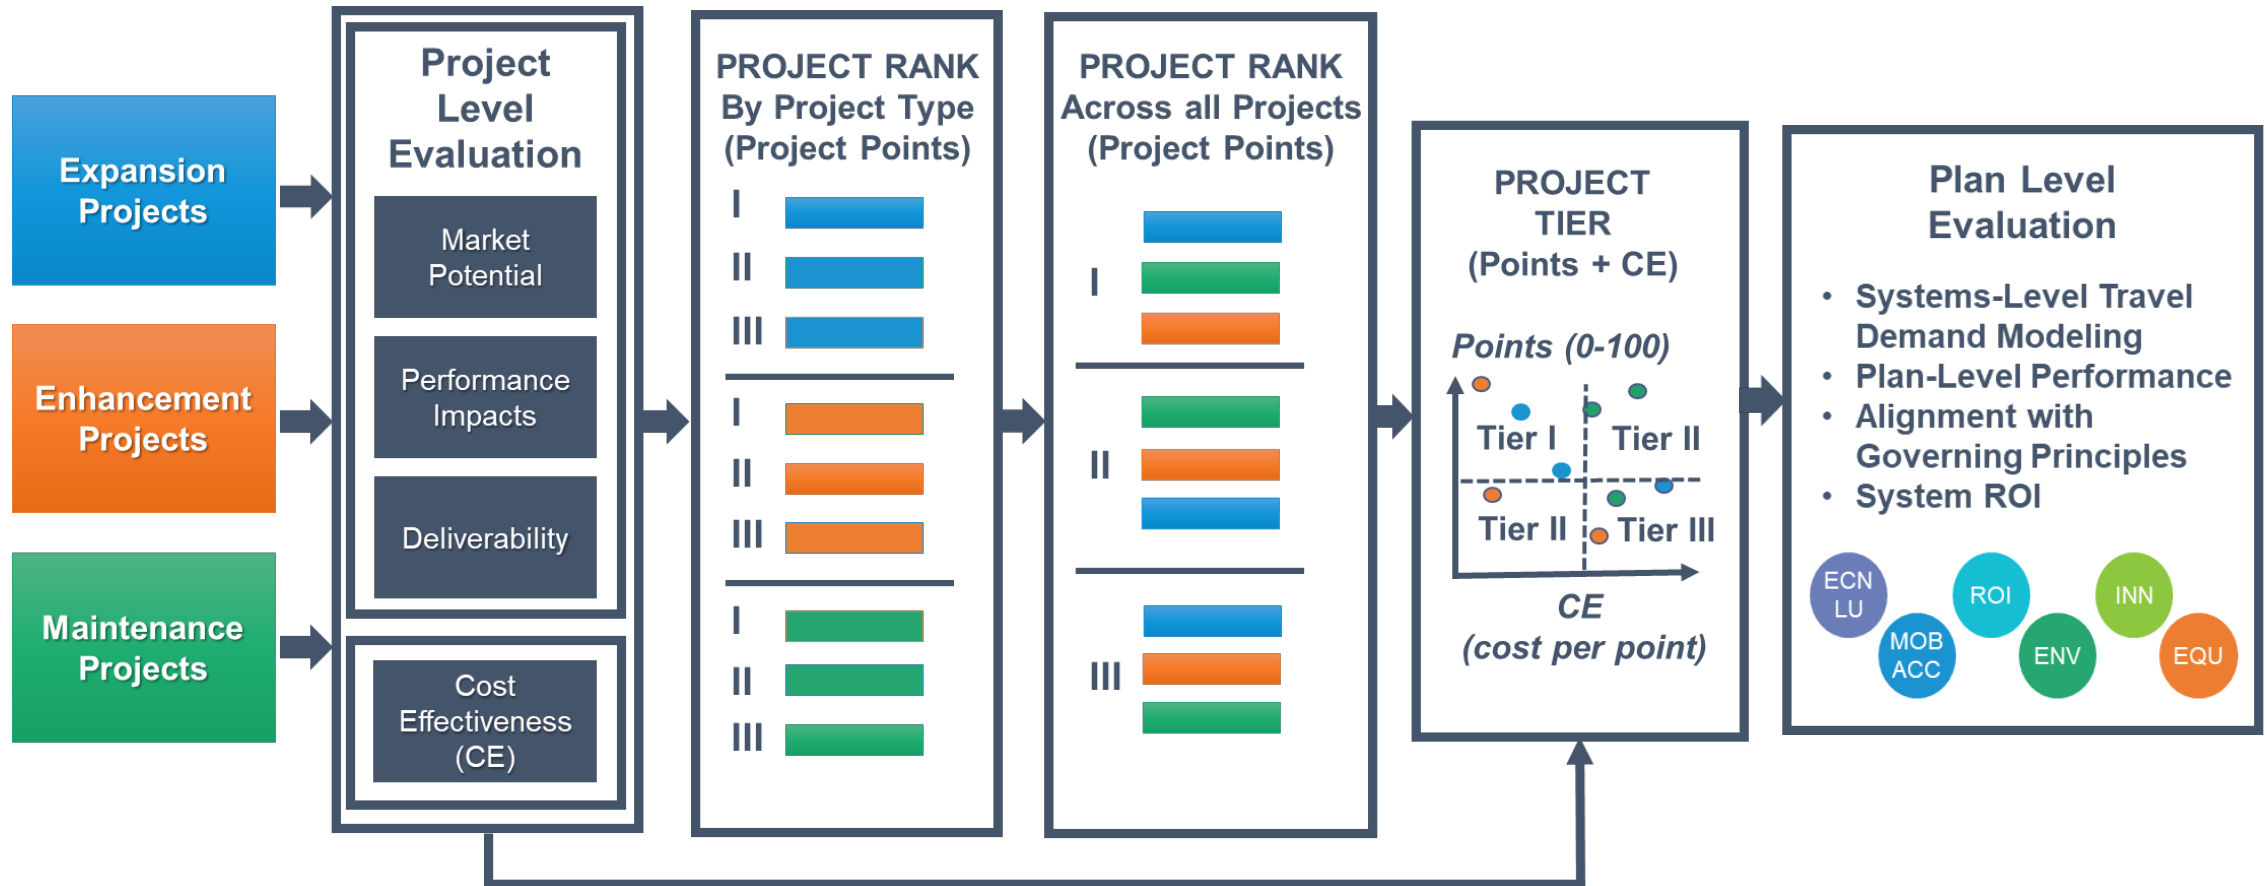 Expansion
Projects
Enhancement
Projects
Maintenance
Projects
Project
Level
Evaluation
Market
Potential
Performance
Impacts
Deliverability
Cost
Effectiveness
(CE)
PROJECT RANK
By Project Type
(Project Points)
I
II
III
I
II
III
I
II
III
PROJECT RANK
Across all Projects
(Project Points)
I
II
III
PROJECT
TIER
(Points + CE)
Points (0-100)
Tier I
Tier II
Tier II
Tier III
CE
(cost per point)
Plan Level
Evaluation
• Systems-Level Travel
Demand Modeling
• Plan-Level Performance
• Alignment with
Governing Principles
• System ROI
ECN
LU
MOB
ACC
ROI
ENV
INN
EQU